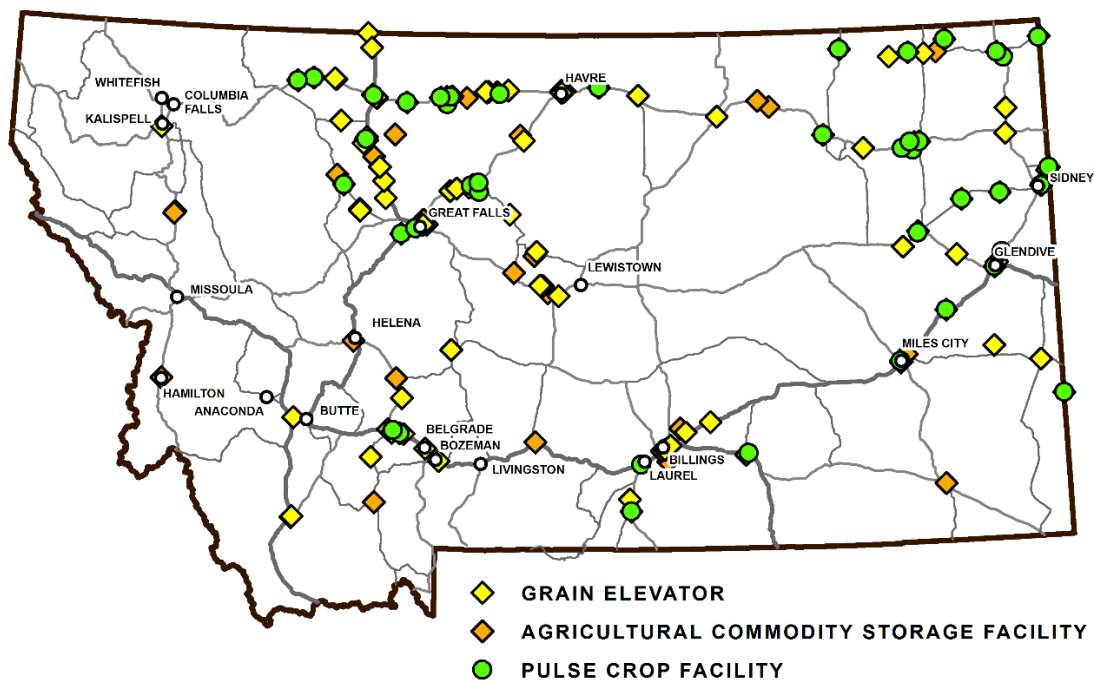 HAVRE
WHITEFISH
COLUMBIA
FALLS
KALISPELL
SIDNEY
GREAT FALLS
GLENDIVE
LEWISTOWN
MISSOULA
HELENA
MILES CITY
HAMILTON
ANACONDA
BUTTE
BELGRADE
BOZEMAN
BILLINGS
LIVINGSTON
LAUREL
GRAIN ELEVATOR
AGRICULTURAL COMMODITY STORAGE FACILITY
PULSE CROP FACILITY